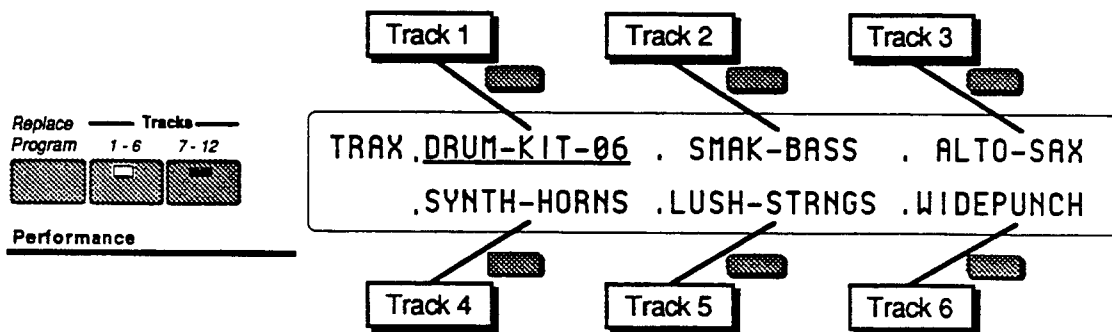 Track 1
Track 2
Track 3
Replace Program
Tracks
1 - 6
7 - 12
Performance
TRAX .DRUM-KIT-06 . SMAK-BASS . ALTO-SAX
.SYNTH-HORNS .LUSH-STRNGS .WIDEPUNCH
Track 4
Track 5
Track 6